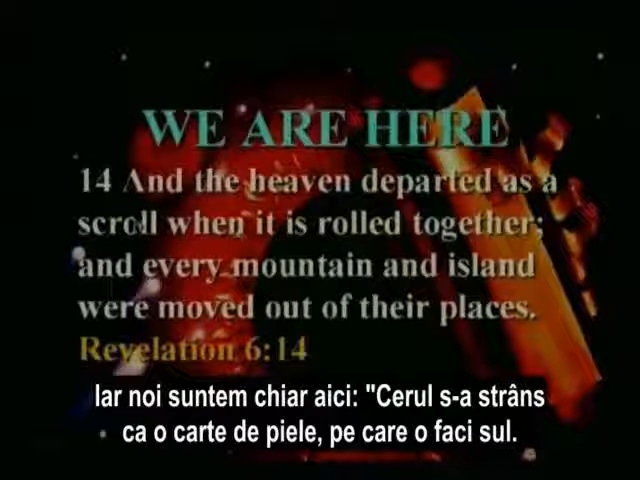 WE ARE HERE
14 And the heaven departed as a
scroll when it is rolled together;
and every mountain and island
were moved out of their places.
Revelation 6:14
Iar noi suntem chiar aici: "Cerul s-a strâns
ca o carte de piele, pe care o faci sul.